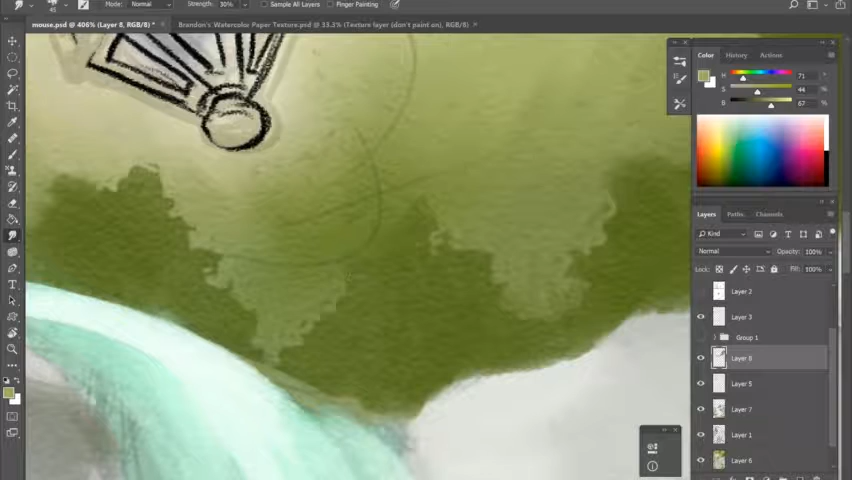 Mode: Normal Strength: 30% Sample All Layers Finger Painting
45
mouse.psd @ 406% (Layer 8, RGB/8) * × Brandon's Watercolor Paper Texture.psd @ 33.3% (Texture layer (don't paint on), RGB/8) ×
Color History Actions
H 71 °
S 44 %
B 67 %
Layers Paths Channels
Kind
Normal Opacity: 100%
Lock: Fill: 100%
Layer 2
Layer 3
Group 1
Layer 8
Layer 5
Layer 7
Layer 1
Layer 6